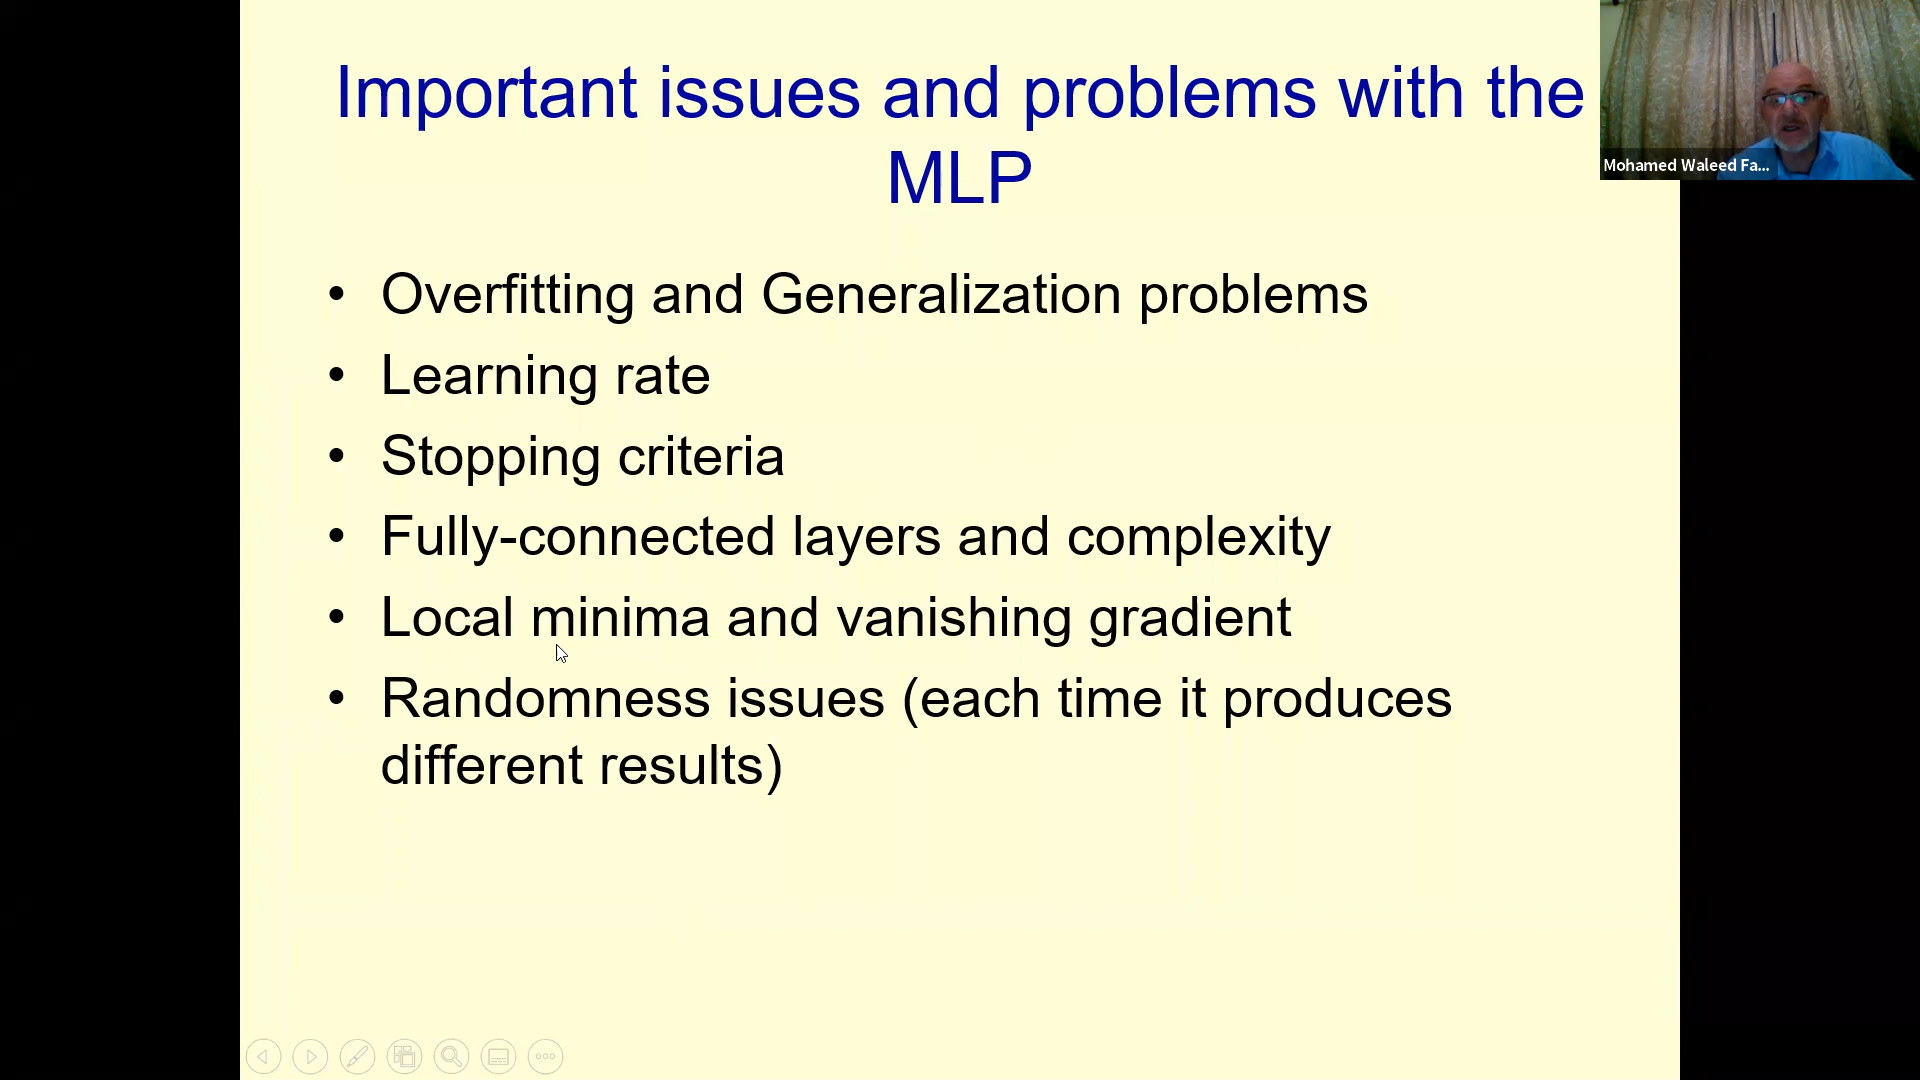 Important issues and problems with the
MLP
• Overfitting and Generalization problems
• Learning rate
• Stopping criteria
• Fully-connected layers and complexity
• Local minima and vanishing gradient
• Randomness issues (each time it produces
different results)
Mohamed Waleed Fa...